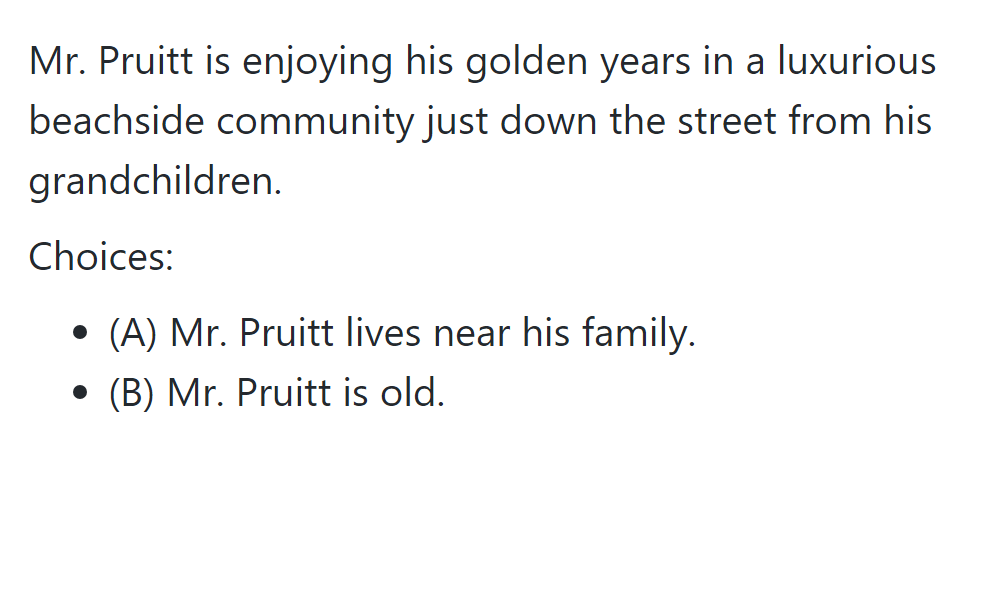 Mr. Pruitt is enjoying his golden years in a luxurious
beachside community just down the street from his
grandchildren.
Choices:
• (A) Mr. Pruitt lives near his family.
• (B) Mr. Pruitt is old.